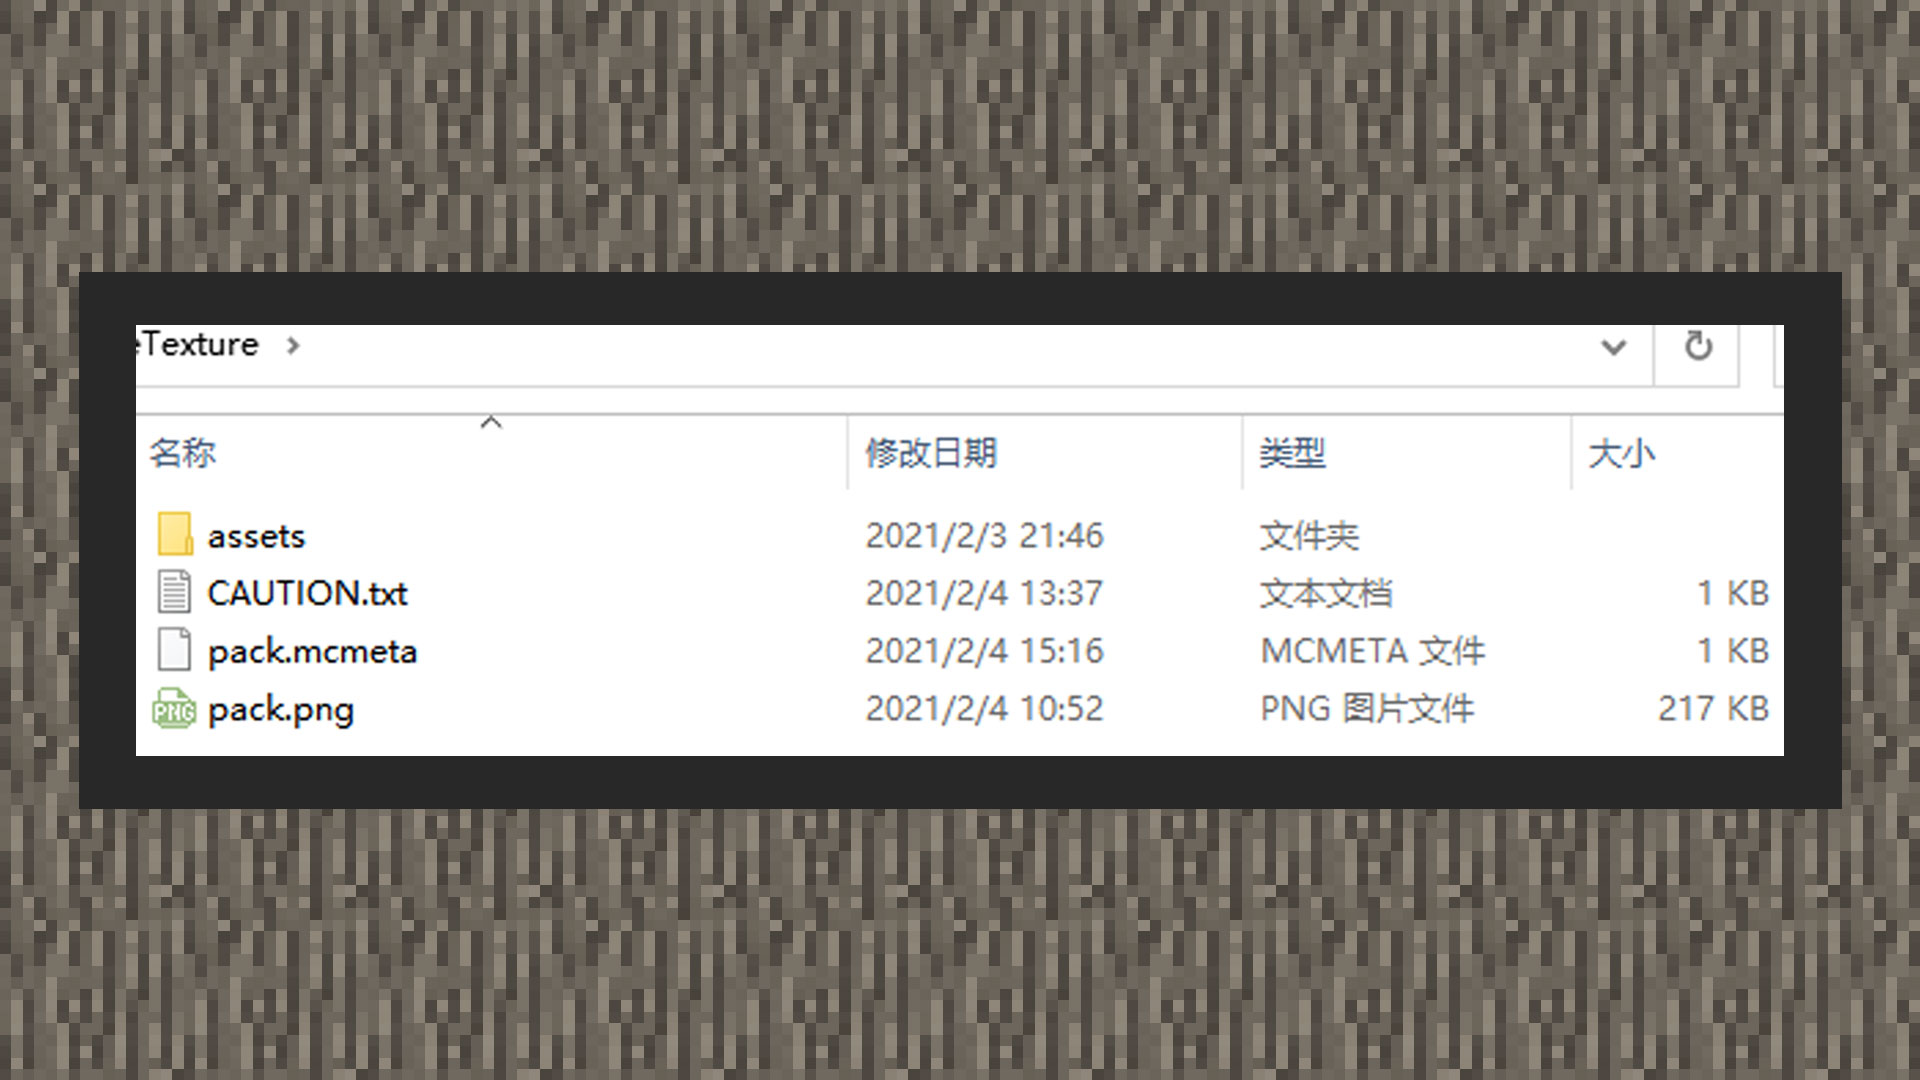 eTexture
名称 修改日期 类型 大小
assets 2021/2/3 21:46 文件夹
CAUTION.txt 2021/2/4 13:37 文本文档 1 KB
pack.mcmeta 2021/2/4 15:16 MCMETA 文件 1 KB
PNG pack.png 2021/2/4 10:52 PNG 图片文件 217 KB